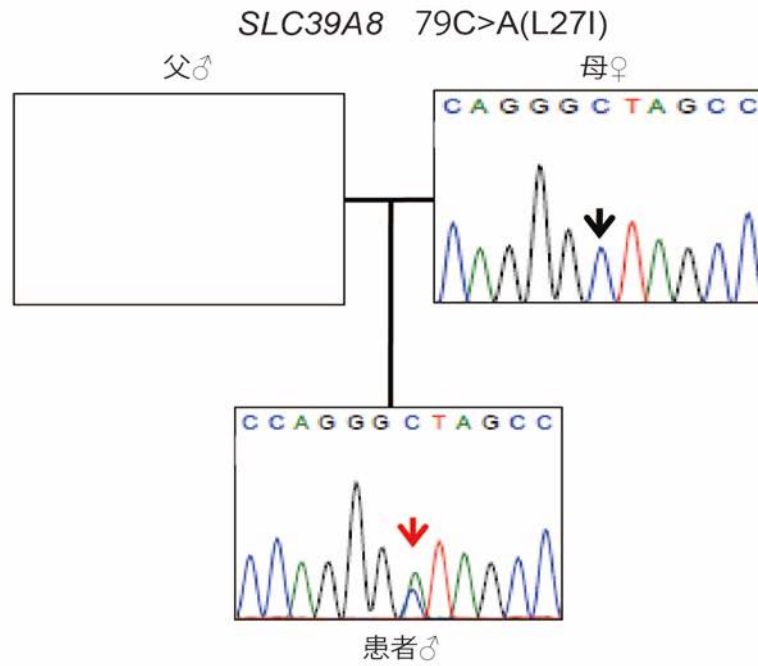 SLC39A8 79C>A(L27I)
父♂
母♀
CAGGGCTAGCC
CCAGGGCTAGCC
患者♂